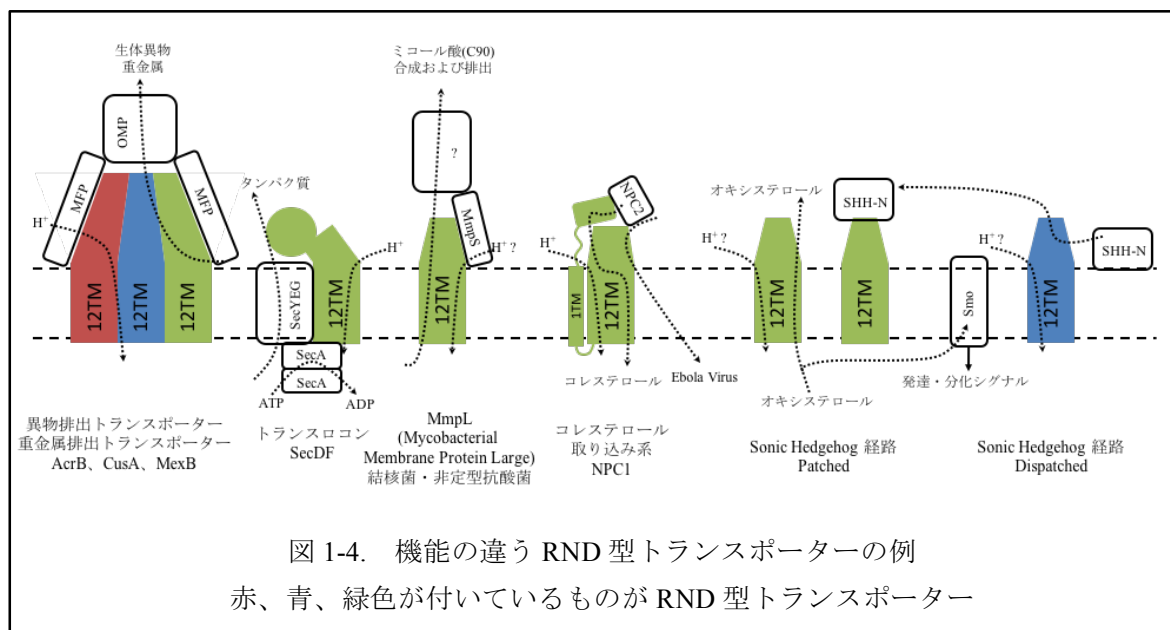 生体異物
重金属
OMP
MFP
MFP
H⁺
12TM
12TM
12TM
異物排出トランスポーター
重金属排出トランスポーター
AcrB、CusA、MexB
タンパク質
H⁺
SecYEG
12TM
SecA
SecA
ATP
ADP
トランスロコン
SecDF
ミコール酸(C90)
合成および排出
?
MmpS
H⁺ ?
12TM
MmpL
(Mycobacterial
Membrane Protein Large)
結核菌・非定型抗酸菌
NPC2
H⁺
1TM
12TM
コレステロール
Ebola Virus
コレステロール
取り込み系
NPC1
オキシステロール
SHH-N
H⁺ ?
12TM
12TM
オキシステロール
Sonic Hedgehog 経路
Patched
Smo
発達・分化シグナル
SHH-N
H⁺ ?
12TM
Sonic Hedgehog 経路
Dispatched
図 1-4. 機能の違う RND 型トランスポーターの例
赤、青、緑色が付いているものが RND 型トランスポーター